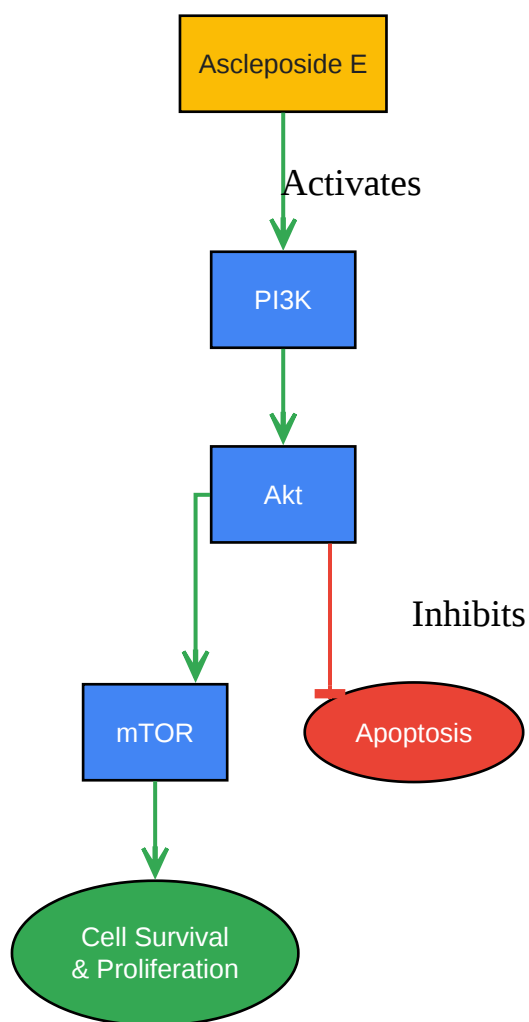 Ascleposide E
Activates
PI3K
Akt
Inhibits
mTOR
Apoptosis
Cell Survival
& Proliferation